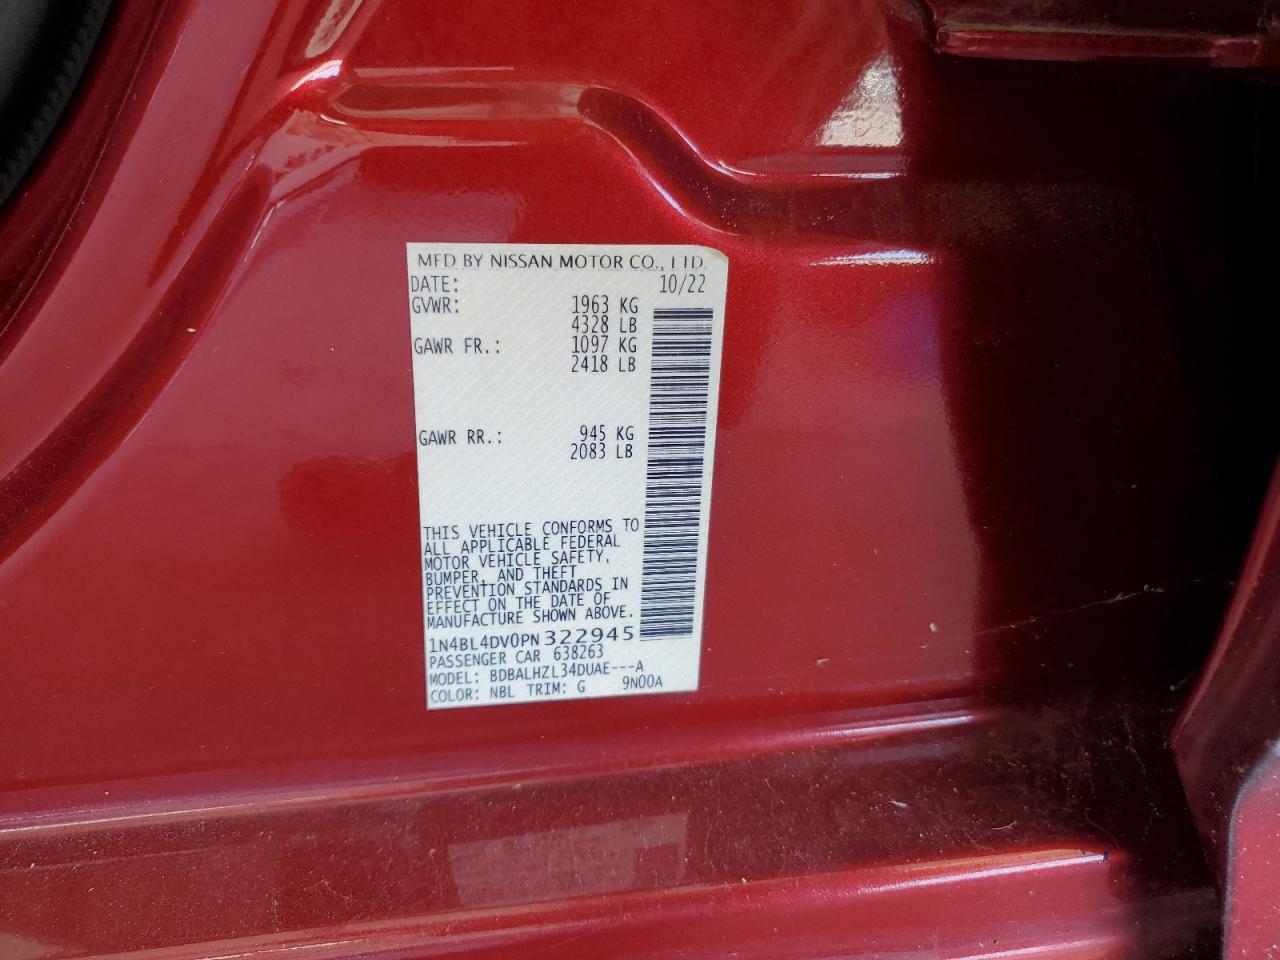 MFD BY NISSAN MOTOR CO., LTD.
DATE: 10/22
GVWR: 1963 KG
4328 LB
GAWR FR.: 1097 KG
2418 LB
GAWR RR.: 945 KG
2083 LB
THIS VEHICLE CONFORMS TO
ALL APPLICABLE FEDERAL
MOTOR VEHICLE SAFETY,
BUMPER, AND THEFT
PREVENTION STANDARDS IN
EFFECT ON THE DATE OF
MANUFACTURE SHOWN ABOVE.
1N4BL4DV0PN322945
PASSENGER CAR 638263
MODEL: BDBALHZL34DUAE---A
COLOR: NBL TRIM: G 9N00A